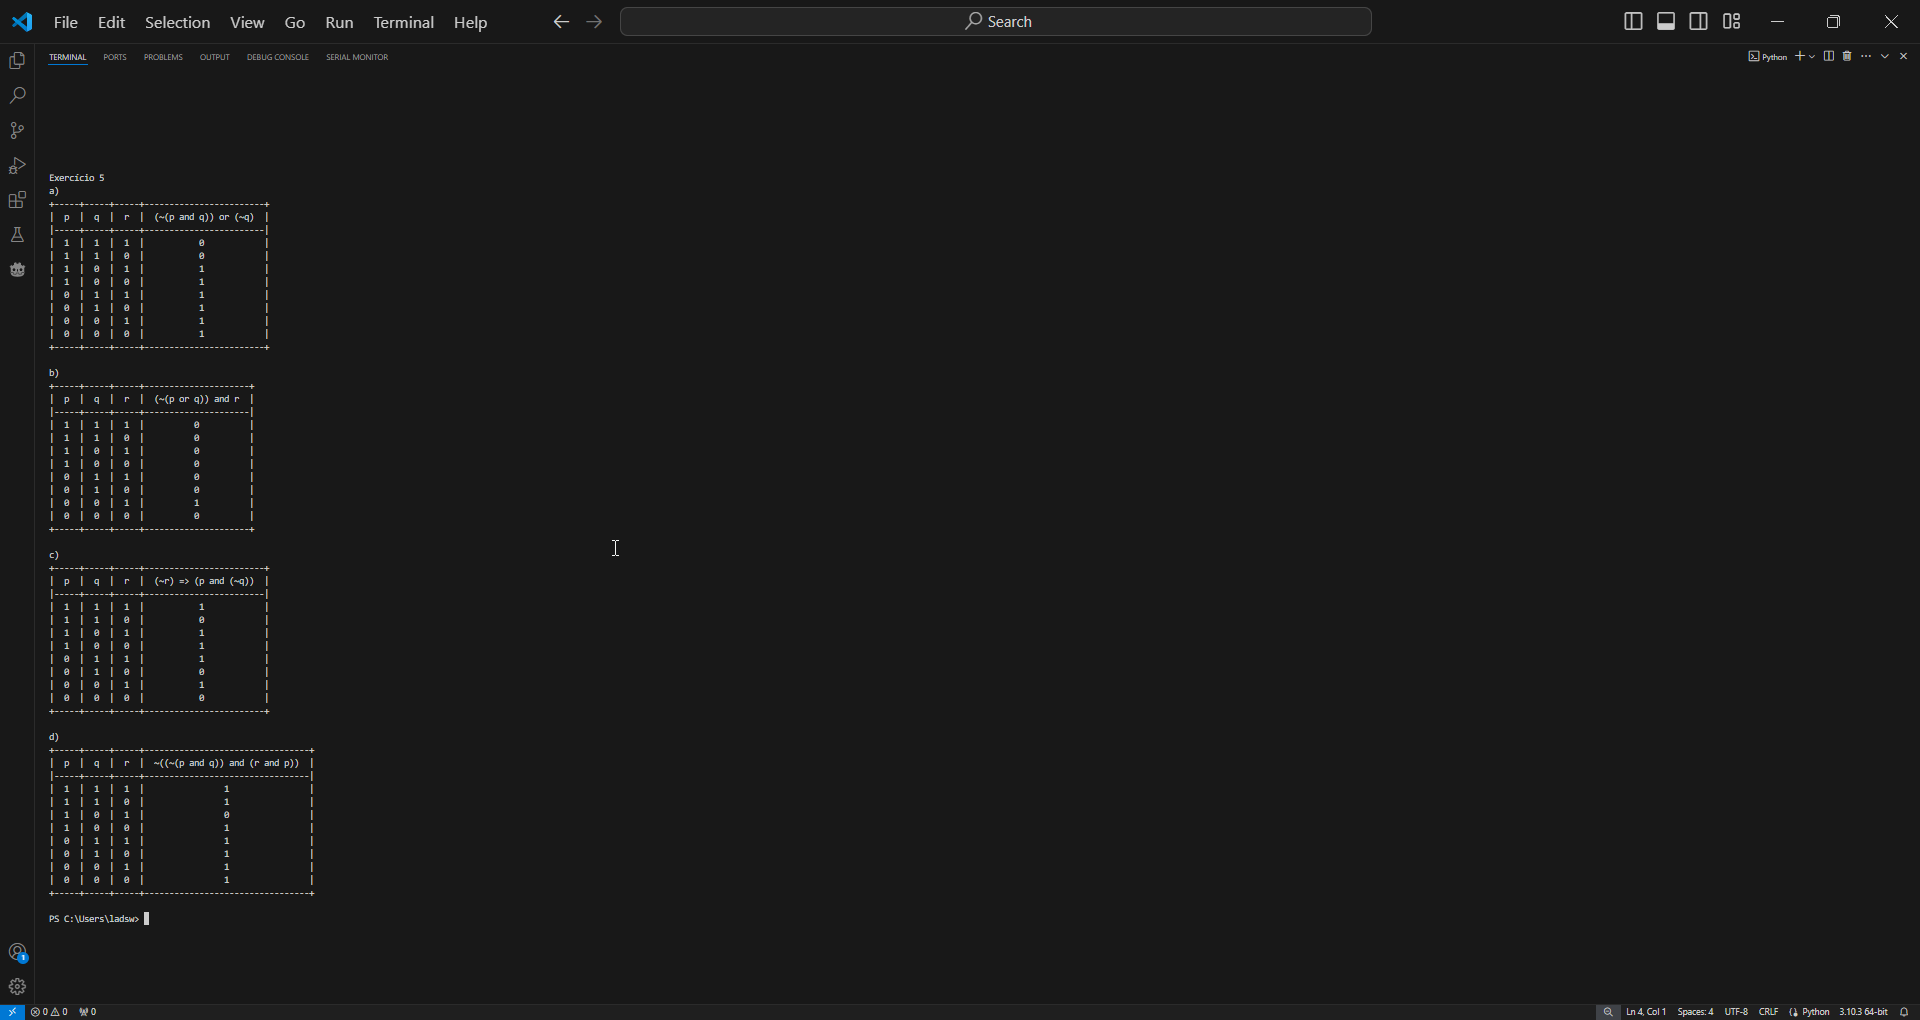 File Edit Selection View Go Run Terminal Help
Search
TERMINAL PORTS PROBLEMS OUTPUT DEBUG CONSOLE SERIAL MONITOR
Python
Exercício 5
a)
+-----+-----+-----+------------------------+
| p | q | r | (~(p and q)) or (~q) |
|-----+-----+-----+------------------------|
| 1 | 1 | 1 | 0 |
| 1 | 1 | 0 | 0 |
| 1 | 0 | 1 | 1 |
| 1 | 0 | 0 | 1 |
| 0 | 1 | 1 | 1 |
| 0 | 1 | 0 | 1 |
| 0 | 0 | 1 | 1 |
| 0 | 0 | 0 | 1 |
+-----+-----+-----+------------------------+
b)
+-----+-----+-----+---------------------+
| p | q | r | (~(p or q)) and r |
|-----+-----+-----+---------------------|
| 1 | 1 | 1 | 0 |
| 1 | 1 | 0 | 0 |
| 1 | 0 | 1 | 0 |
| 1 | 0 | 0 | 0 |
| 0 | 1 | 1 | 0 |
| 0 | 1 | 0 | 0 |
| 0 | 0 | 1 | 1 |
| 0 | 0 | 0 | 0 |
+-----+-----+-----+---------------------+
c)
+-----+-----+-----+------------------------+
| p | q | r | (~r) => (p and (~q)) |
|-----+-----+-----+------------------------|
| 1 | 1 | 1 | 1 |
| 1 | 1 | 0 | 0 |
| 1 | 0 | 1 | 1 |
| 1 | 0 | 0 | 1 |
| 0 | 1 | 1 | 1 |
| 0 | 1 | 0 | 0 |
| 0 | 0 | 1 | 1 |
| 0 | 0 | 0 | 0 |
+-----+-----+-----+------------------------+
d)
+-----+-----+-----+---------------------------------+
| p | q | r | ~((~(p and q)) and (r and p)) |
|-----+-----+-----+---------------------------------|
| 1 | 1 | 1 | 1 |
| 1 | 1 | 0 | 1 |
| 1 | 0 | 1 | 0 |
| 1 | 0 | 0 | 1 |
| 0 | 1 | 1 | 1 |
| 0 | 1 | 0 | 1 |
| 0 | 0 | 1 | 1 |
| 0 | 0 | 0 | 1 |
+-----+-----+-----+---------------------------------+
PS C:\Users\ladsw>
1
0 0 0 Ln 4, Col 1 Spaces: 4 UTF-8 CRLF Python 3.10.3 64-bit